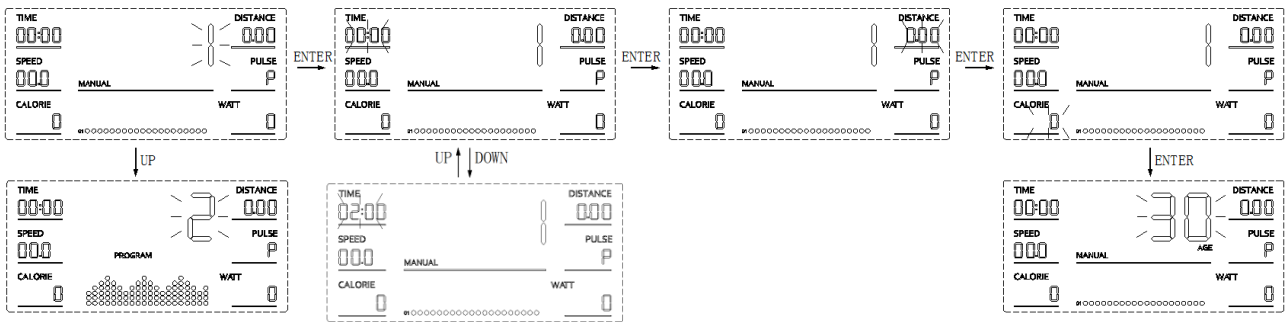 TIME DISTANCE
00:00 1 0.00
SPEED PULSE
00.0 MANUAL P
CALORIE WATT
0 01 0
ENTER
TIME DISTANCE
00:00 1 0.00
SPEED PULSE
00.0 MANUAL P
CALORIE WATT
0 01 0
ENTER
TIME DISTANCE
00:00 1 0.00
SPEED PULSE
00.0 MANUAL P
CALORIE WATT
0 01 0
ENTER
TIME DISTANCE
00:00 1 0.00
SPEED PULSE
00.0 MANUAL P
CALORIE WATT
0 01 0
UP
UP DOWN
ENTER
TIME DISTANCE
00:00 2 0.00
SPEED PULSE
00.0 PROGRAM P
CALORIE WATT
0 0
TIME DISTANCE
02:00 1 0.00
SPEED PULSE
00.0 MANUAL P
CALORIE WATT
0 01 0
TIME DISTANCE
00:00 30 0.00
SPEED AGE PULSE
00.0 MANUAL P
CALORIE WATT
0 01 0